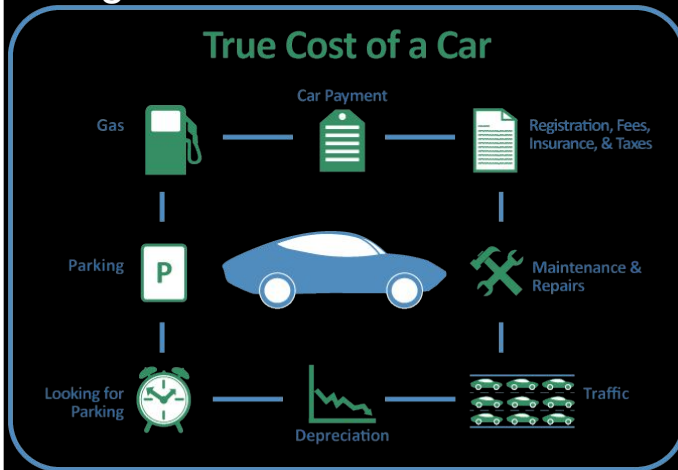 True Cost of a Car
Car Payment
Gas
Registration, Fees,
Insurance, & Taxes
Parking
P
Maintenance &
Repairs
Looking for
Parking
Traffic
Depreciation